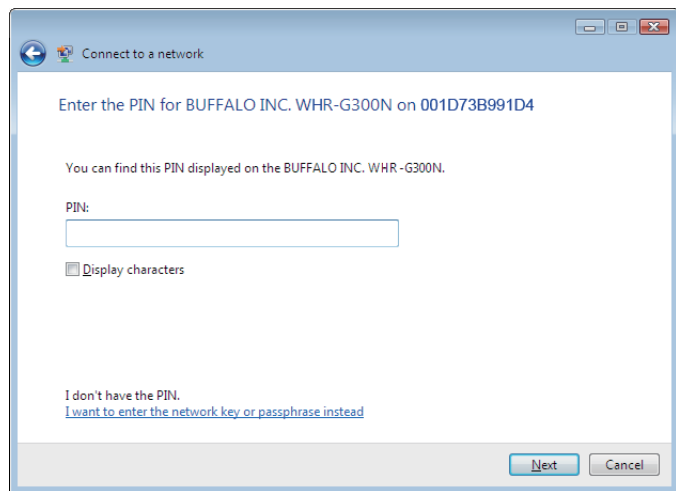 Connect to a network
Enter the PIN for BUFFALO INC. WHR-G300N on 001D73B991D4
You can find this PIN displayed on the BUFFALO INC. WHR -G300N.
PIN:
Display characters
I don't have the PIN.
I want to enter the network key or passphrase instead
Next Cancel